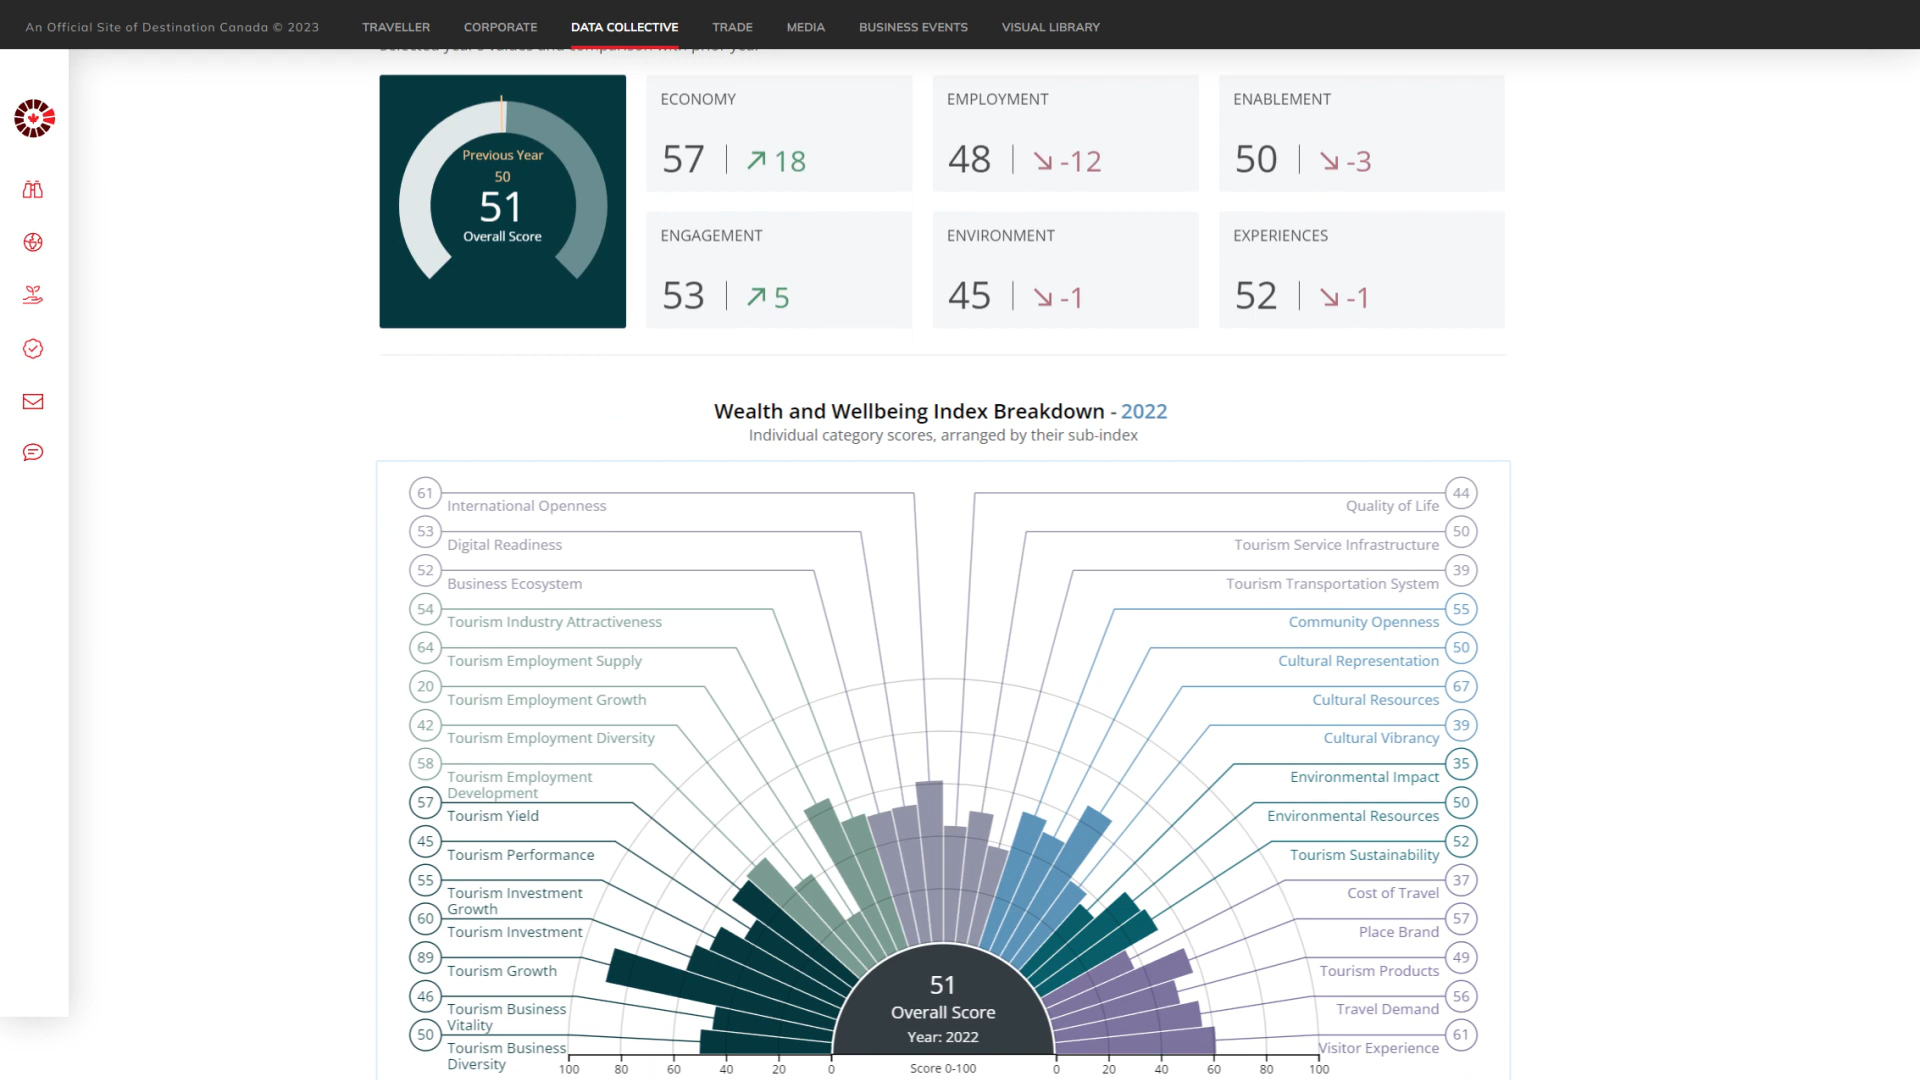 An Official Site of Destination Canada © 2023
TRAVELLER
CORPORATE
DATA COLLECTIVE
TRADE
MEDIA
BUSINESS EVENTS
VISUAL LIBRARY
Previous Year
50
51
Overall Score
ECONOMY
57 | ↗ 18
EMPLOYMENT
48 | ↘ -12
ENABLEMENT
50 | ↘ -3
ENGAGEMENT
53 | ↗ 5
ENVIRONMENT
45 | ↘ -1
EXPERIENCES
52 | ↘ -1
Wealth and Wellbeing Index Breakdown - 2022
Individual category scores, arranged by their sub-index
61
International Openness
53
Digital Readiness
52
Business Ecosystem
54
Tourism Industry Attractiveness
64
Tourism Employment Supply
20
Tourism Employment Growth
42
Tourism Employment Diversity
58
Tourism Employment
Development
57
Tourism Yield
45
Tourism Performance
55
Tourism Investment
Growth
60
Tourism Investment
89
Tourism Growth
46
Tourism Business
Vitality
50
Tourism Business
Diversity
44
Quality of Life
50
Tourism Service Infrastructure
39
Tourism Transportation System
55
Community Openness
50
Cultural Representation
67
Cultural Resources
39
Cultural Vibrancy
35
Environmental Impact
50
Environmental Resources
52
Tourism Sustainability
37
Cost of Travel
57
Place Brand
49
Tourism Products
56
Travel Demand
61
Visitor Experience
51
Overall Score
Year: 2022
100 80 60 40 20 0 Score 0-100 0 20 40 60 80 100